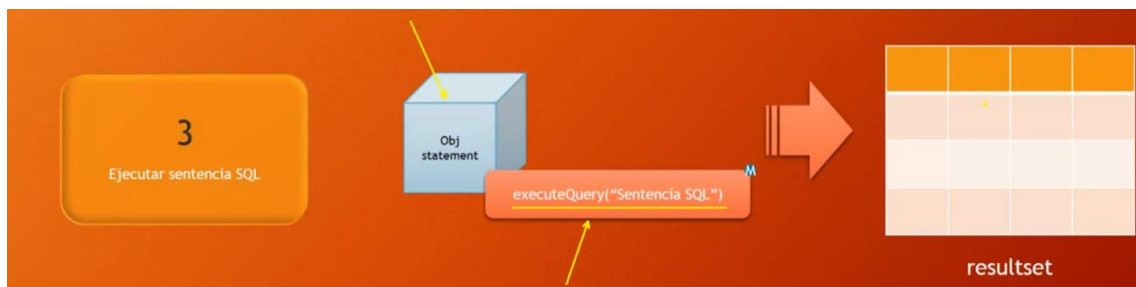 3
Ejecutar sentencia SQL
Obj
statement
M
executeQuery(“Sentencia SQL”)
resultset